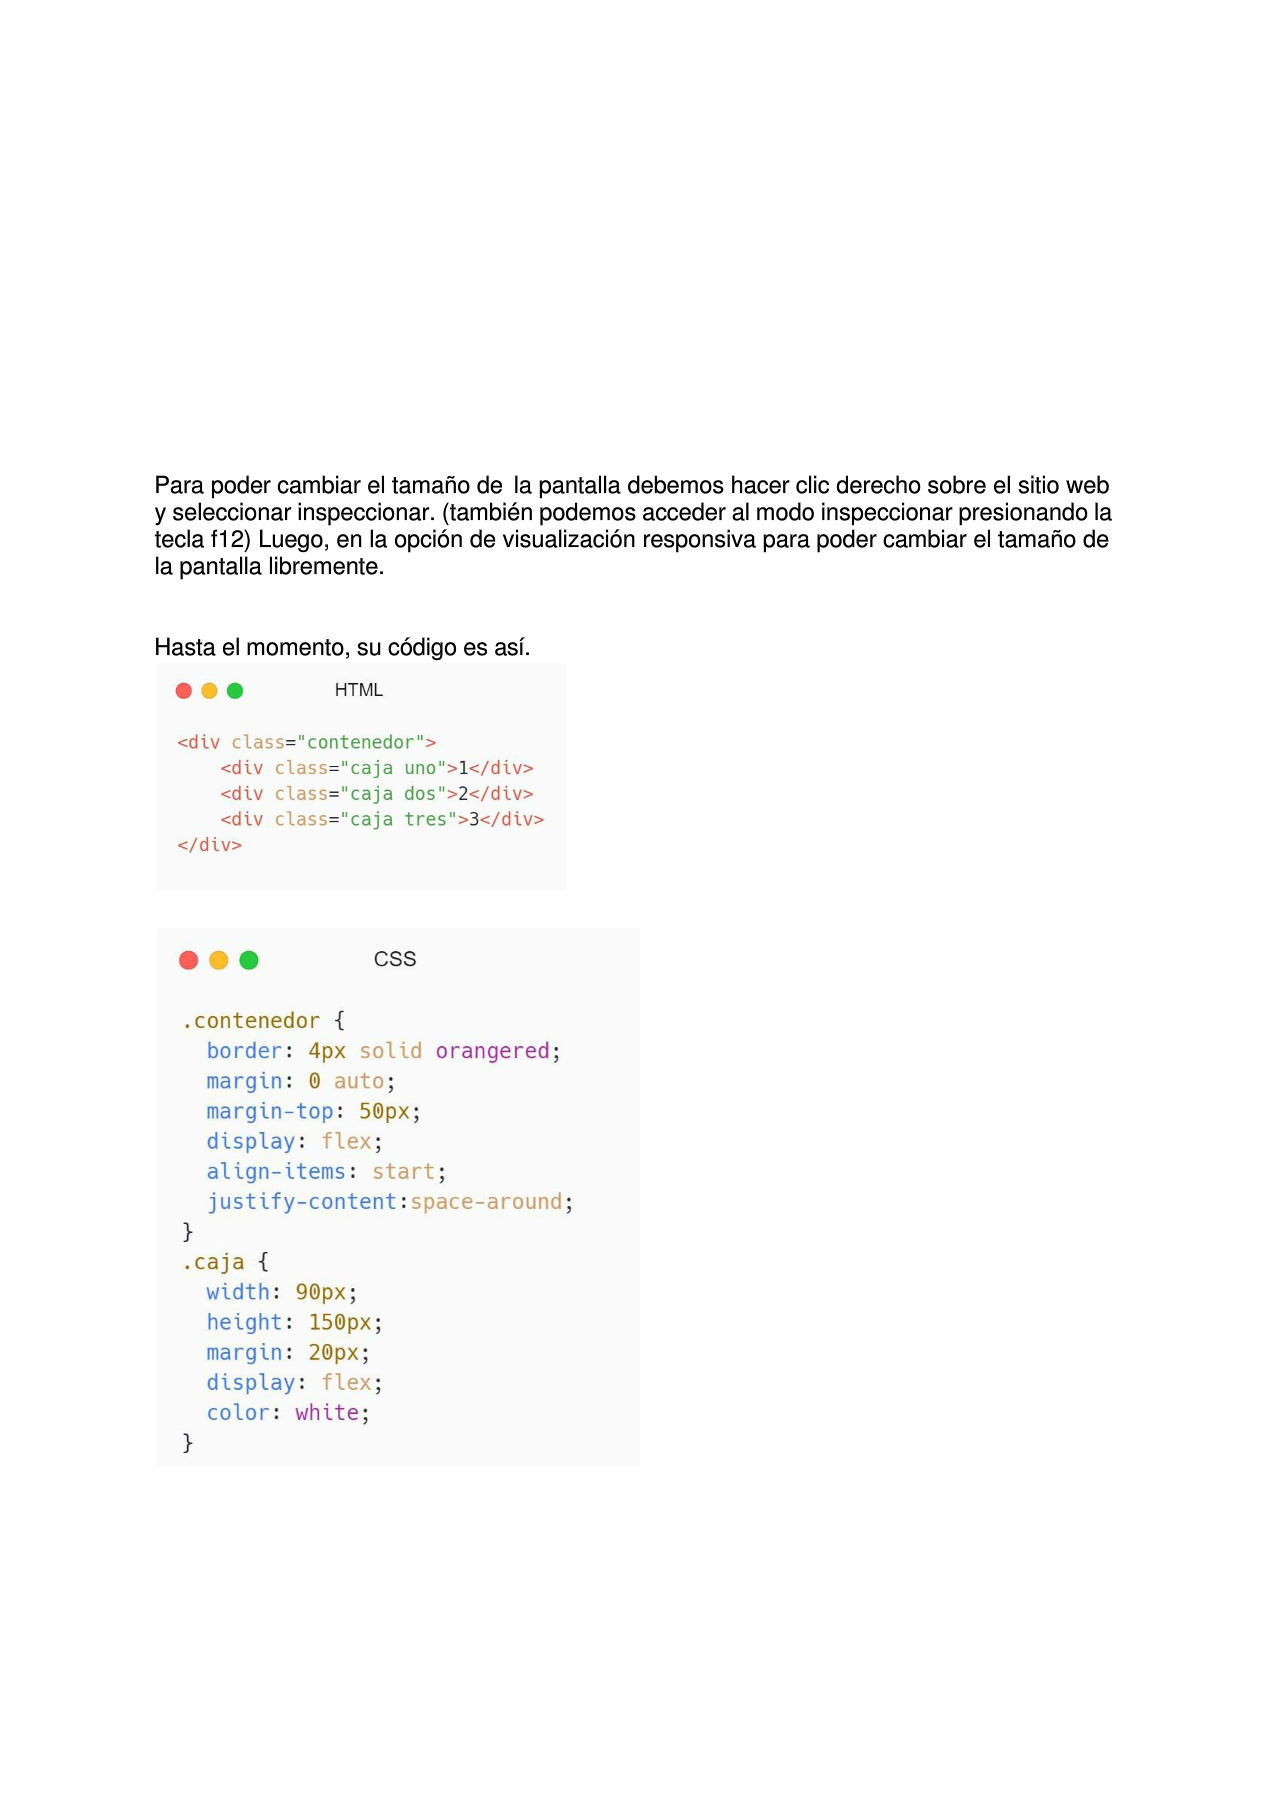 Para poder cambiar el tamaño de  la pantalla debemos hacer clic derecho sobre el sitio web
y seleccionar inspeccionar. (también podemos acceder al modo inspeccionar presionando la
tecla f12) Luego, en la opción de visualización responsiva para poder cambiar el tamaño de
la pantalla libremente.
Hasta el momento, su código es así.
HTML
<div class="contenedor">
    <div class="caja uno">1</div>
    <div class="caja dos">2</div>
    <div class="caja tres">3</div>
</div>
CSS
.contenedor {
  border: 4px solid orangered;
  margin: 0 auto;
  margin-top: 50px;
  display: flex;
  align-items: start;
  justify-content:space-around;
}
.caja {
  width: 90px;
  height: 150px;
  margin: 20px;
  display: flex;
  color: white;
}